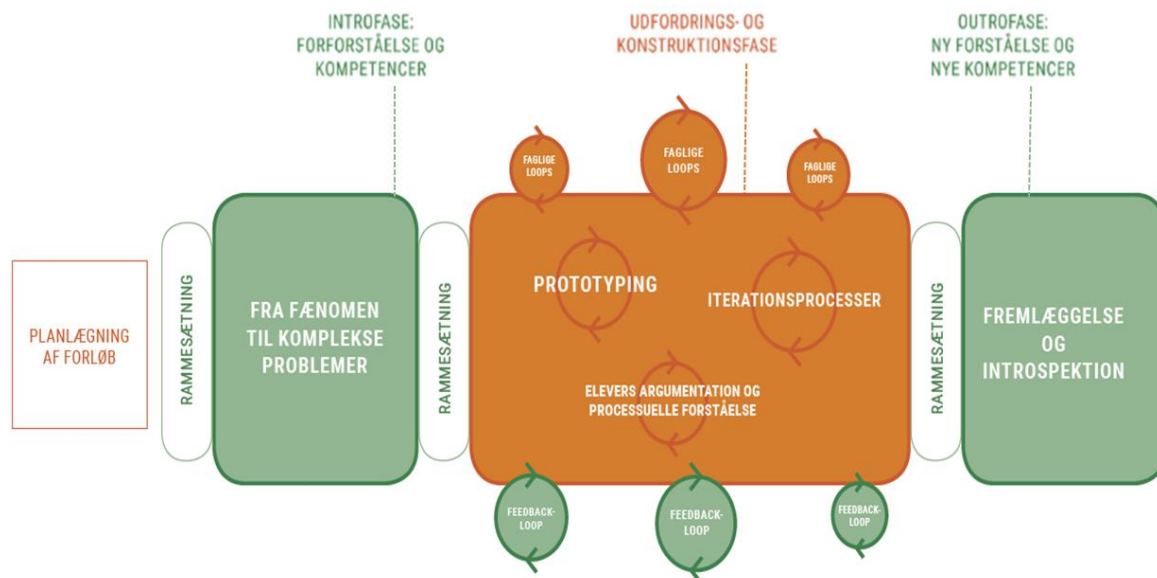 INTROFASE:
FORFORSTÅELSE OG
KOMPETENCER
UDFORDRINGS- OG
KONSTRUKTIONSFASE
OUTROFASE:
NY FORSTÅELSE OG
NYE KOMPETENCER
FAGLIGE
LOOPS
FAGLIGE
LOOPS
FAGLIGE
LOOPS
PLANLÆGNING
AF FORLØB
RAMMESÆTNING
FRA FÆNOMEN
TIL KOMPLEKSE
PROBLEMER
RAMMESÆTNING
PROTOTYPING
ITERATIONSPROCESSER
ELEVERS ARGUMENTATION OG
PROCESSUELLE FORSTÅELSE
RAMMESÆTNING
FREMLÆGGELSE
OG
INTROSPEKTION
FEEDBACK-
LOOP
FEEDBACK-
LOOP
FEEDBACK-
LOOP